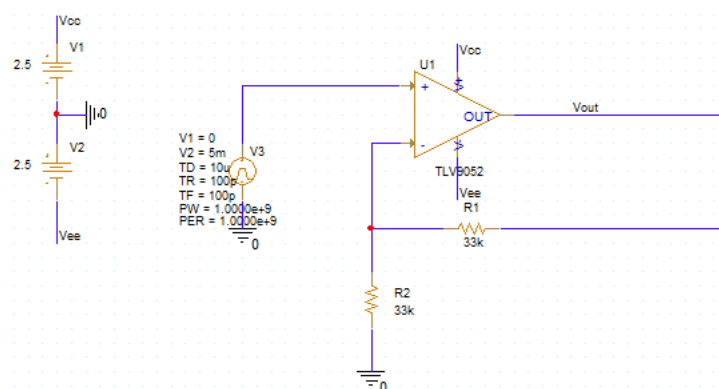 Vcc
V1
2.5
0
V2
2.5
Vee
V1 = 0
V2 = 5m
TD = 10u
TR = 100p
TF = 100p
PW = 1.0000e+9
PER = 1.0000e+9
V3
0
U1
Vcc
+
OUT
-
TLV9052
Vee
Vout
R1
33k
R2
33k
0